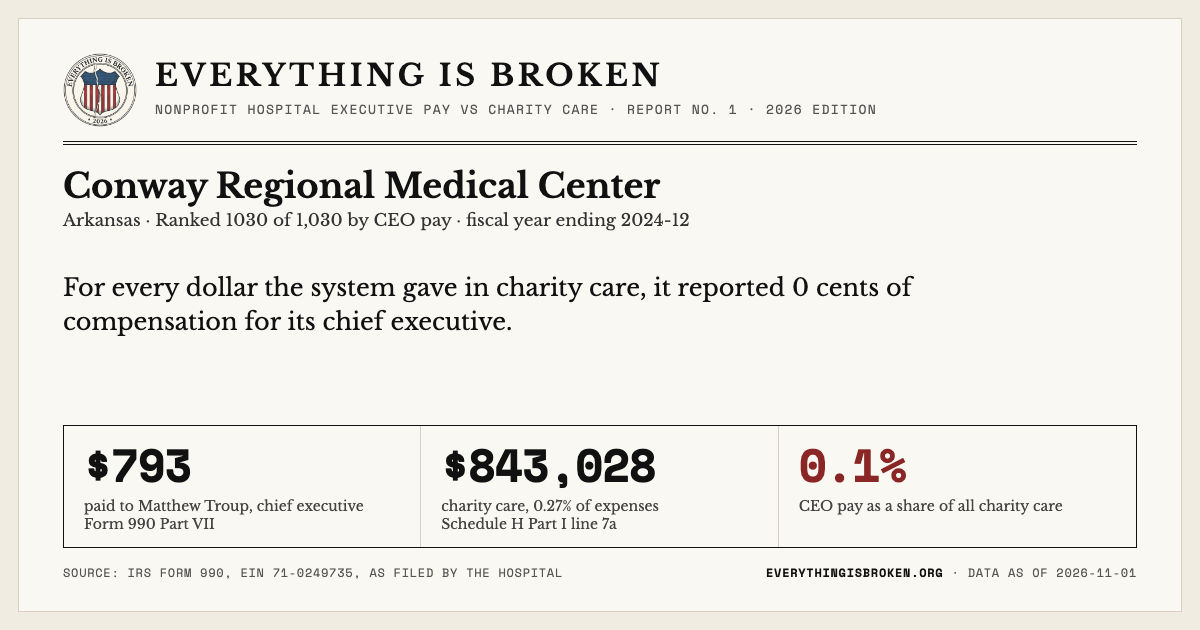 EVERYTHING IS BROKEN
2026
EVERYTHING IS BROKEN
NONPROFIT HOSPITAL EXECUTIVE PAY VS CHARITY CARE · REPORT NO. 1 · 2026 EDITION
Conway Regional Medical Center
Arkansas · Ranked 1030 of 1,030 by CEO pay · fiscal year ending 2024-12
For every dollar the system gave in charity care, it reported 0 cents of
compensation for its chief executive.
$793
paid to Matthew Troup, chief executive
Form 990 Part VII
$843,028
charity care, 0.27% of expenses
Schedule H Part I line 7a
0.1%
CEO pay as a share of all charity care
SOURCE: IRS FORM 990, EIN 71-0249735, AS FILED BY THE HOSPITAL
EVERYTHINGISBROKEN.ORG · DATA AS OF 2026-11-01